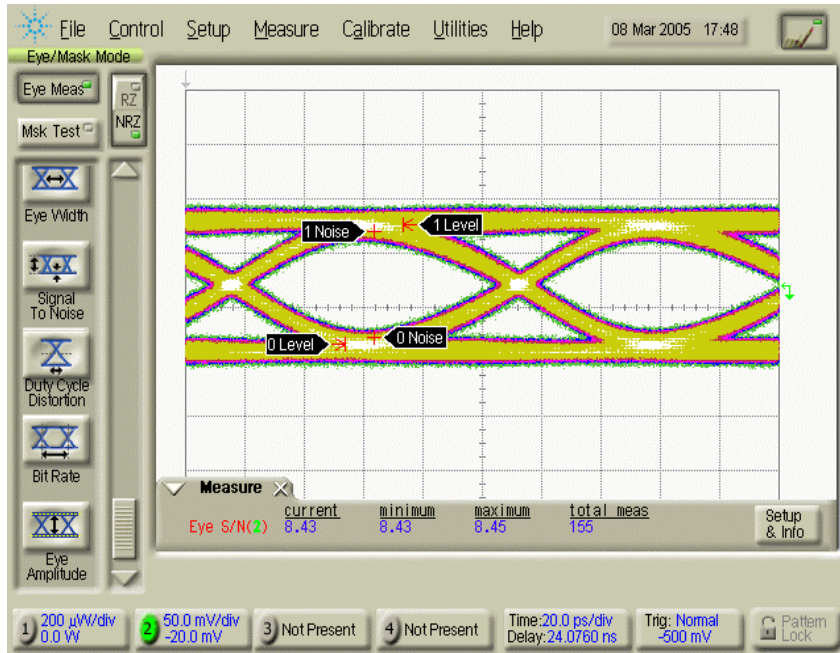 File Control Setup Measure Calibrate Utilities Help 08 Mar 2005 17:48
Eye/Mask Mode
Eye Meas
RZ
NRZ
Msk Test
Eye Width
Signal
To Noise
Duty Cycle
Distortion
Bit Rate
Eye
Amplitude
1 Noise
1 Level
0 Level
0 Noise
Measure
current minimum maximum total meas
Eye S/N(2) 8.43 8.43 8.45 155
Setup
& Info
1 200 µW/div
0.0 W
2 50.0 mV/div
-20.0 mV
3 Not Present
4 Not Present
Time:20.0 ps/div
Delay:24.0760 ns
Trig: Normal
-500 mV
Pattern
Lock